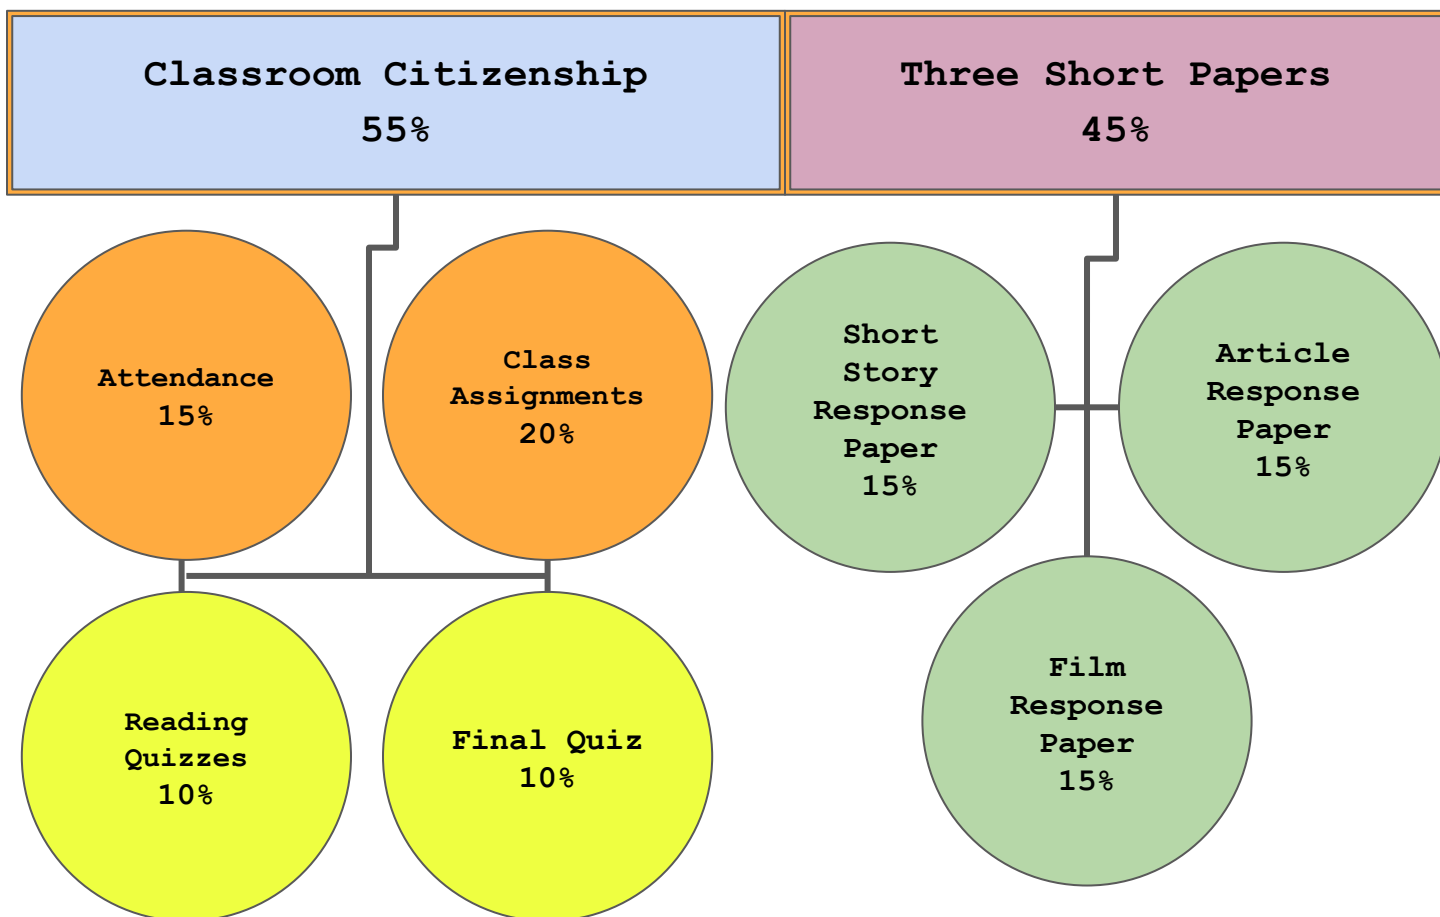 Classroom Citizenship
55%
Three Short Papers
45%
Attendance
15%
Class
Assignments
20%
Short
Story
Response
Paper
15%
Article
Response
Paper
15%
Reading
Quizzes
10%
Final Quiz
10%
Film
Response
Paper
15%